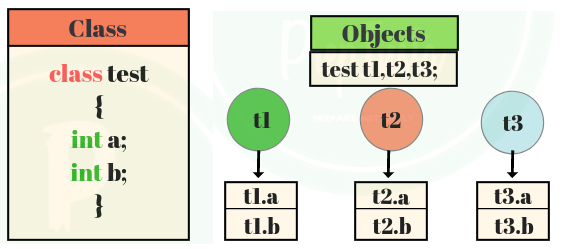 Class
class test
{
int a;
int b;
}
Objects
test t1,t2,t3;
t1
t2
t3
t1.a
t1.b
t2.a
t2.b
t3.a
t3.b